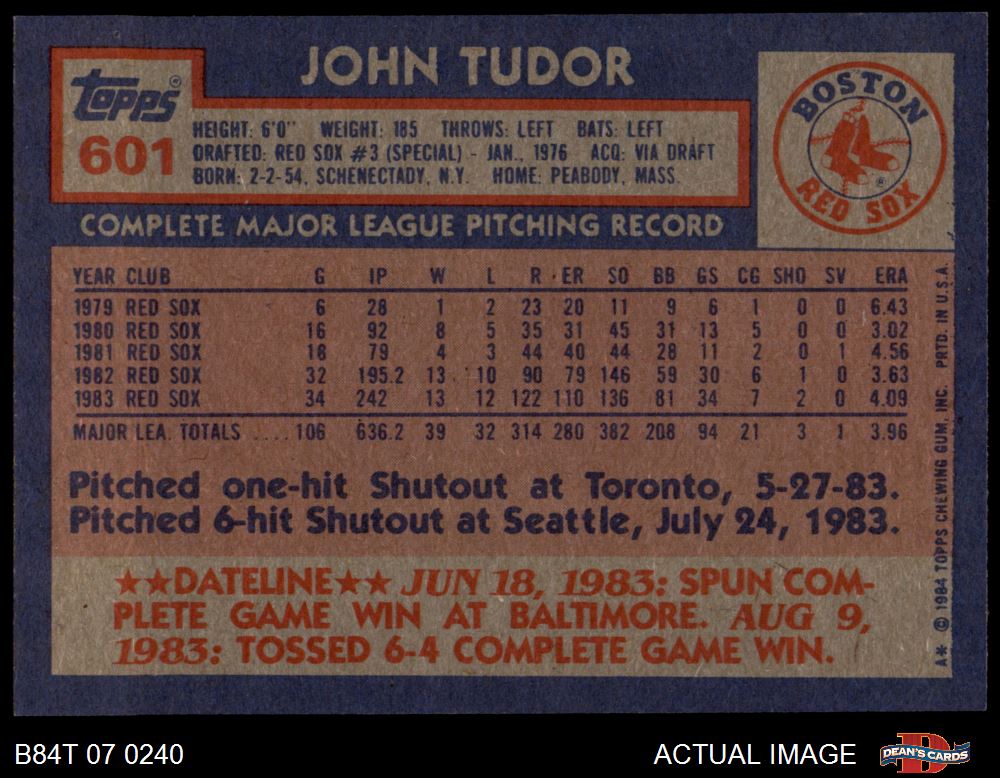 JOHN TUDOR
Topps®
601
HEIGHT: 6'0" WEIGHT: 185 THROWS: LEFT BATS: LEFT
DRAFTED: RED SOX #3 (SPECIAL) - JAN., 1976 ACQ: VIA DRAFT
BORN: 2-2-54, SCHENECTADY, N.Y. HOME: PEABODY, MASS.
BOSTON
RED SOX
®
COMPLETE MAJOR LEAGUE PITCHING RECORD
YEAR CLUB G IP W L R ER SO BB GS CG SHO SV ERA
1979 RED SOX 6 28 1 2 23 20 11 9 6 1 0 0 6.43
1980 RED SOX 16 92 8 5 35 31 45 31 13 5 0 0 3.02
1981 RED SOX 18 79 4 3 44 40 44 28 11 2 0 1 4.56
1982 RED SOX 32 195.2 13 10 90 79 146 59 30 6 1 0 3.63
1983 RED SOX 34 242 13 12 122 110 136 81 34 7 2 0 4.09
MAJOR LEA. TOTALS .... 106 636.2 39 32 314 280 382 208 94 21 3 1 3.96
Pitched one-hit Shutout at Toronto, 5-27-83.
Pitched 6-hit Shutout at Seattle, July 24, 1983.
★★DATELINE★★ JUN 18, 1983: SPUN COM-
PLETE GAME WIN AT BALTIMORE. AUG 9,
1983: TOSSED 6-4 COMPLETE GAME WIN.
A* © 1984 TOPPS CHEWING GUM, INC. PRTD. IN U.S.A.
B84T 07 0240
ACTUAL IMAGE
DEAN'S CARDS